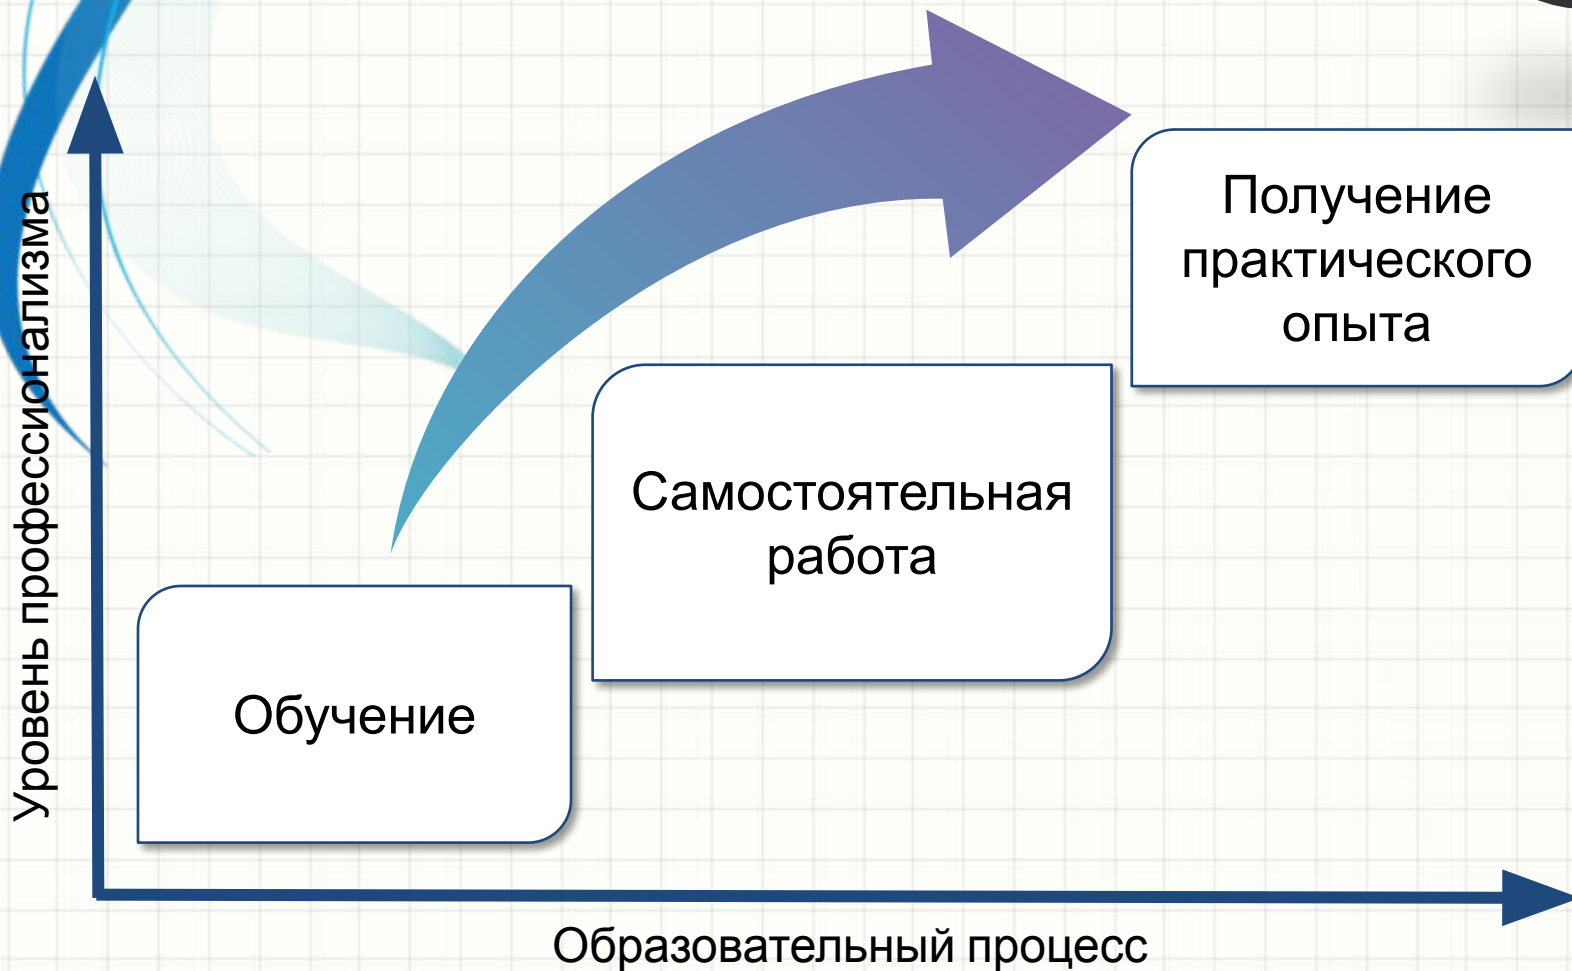 Уровень профессионализма
Получение
практического
опыта
Самостоятельная
работа
Обучение
Образовательный процесс